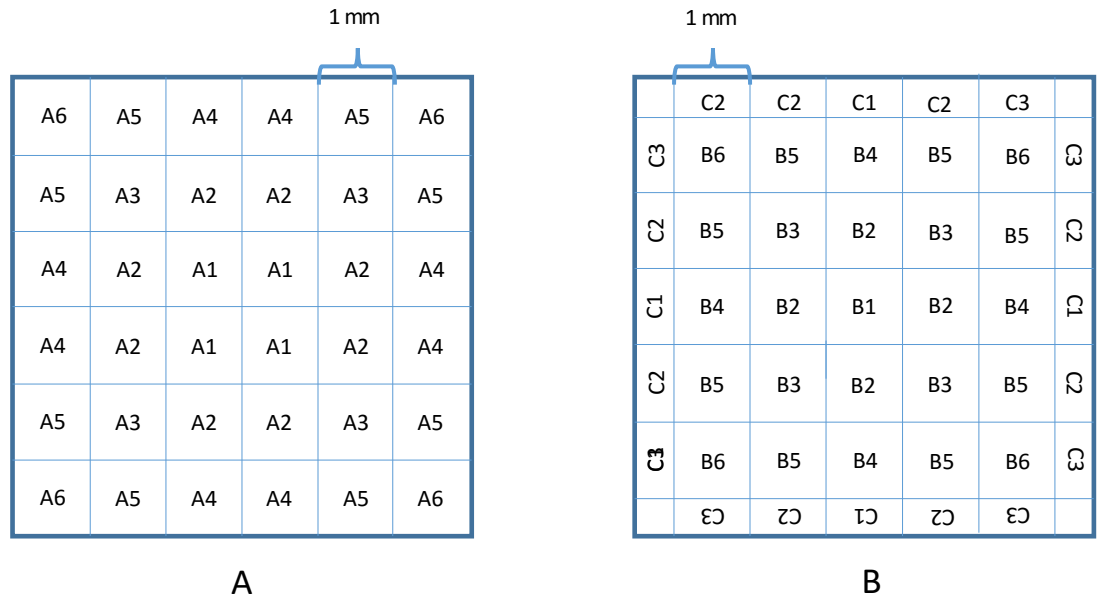 1 mm
A6 A5 A4 A4 A5 A6
A5 A3 A2 A2 A3 A5
A4 A2 A1 A1 A2 A4
A4 A2 A1 A1 A2 A4
A5 A3 A2 A2 A3 A5
A6 A5 A4 A4 A5 A6
A
1 mm
C2 C2 C1 C2 C3
C3 B6 B5 B4 B5 B6 C3
C2 B5 B3 B2 B3 B5 C2
C1 B4 B2 B1 B2 B4 C1
C2 B5 B3 B2 B3 B5 C2
B6 B5 B4 B5 B6 C3
C3 C2 C1 C2 C3
B